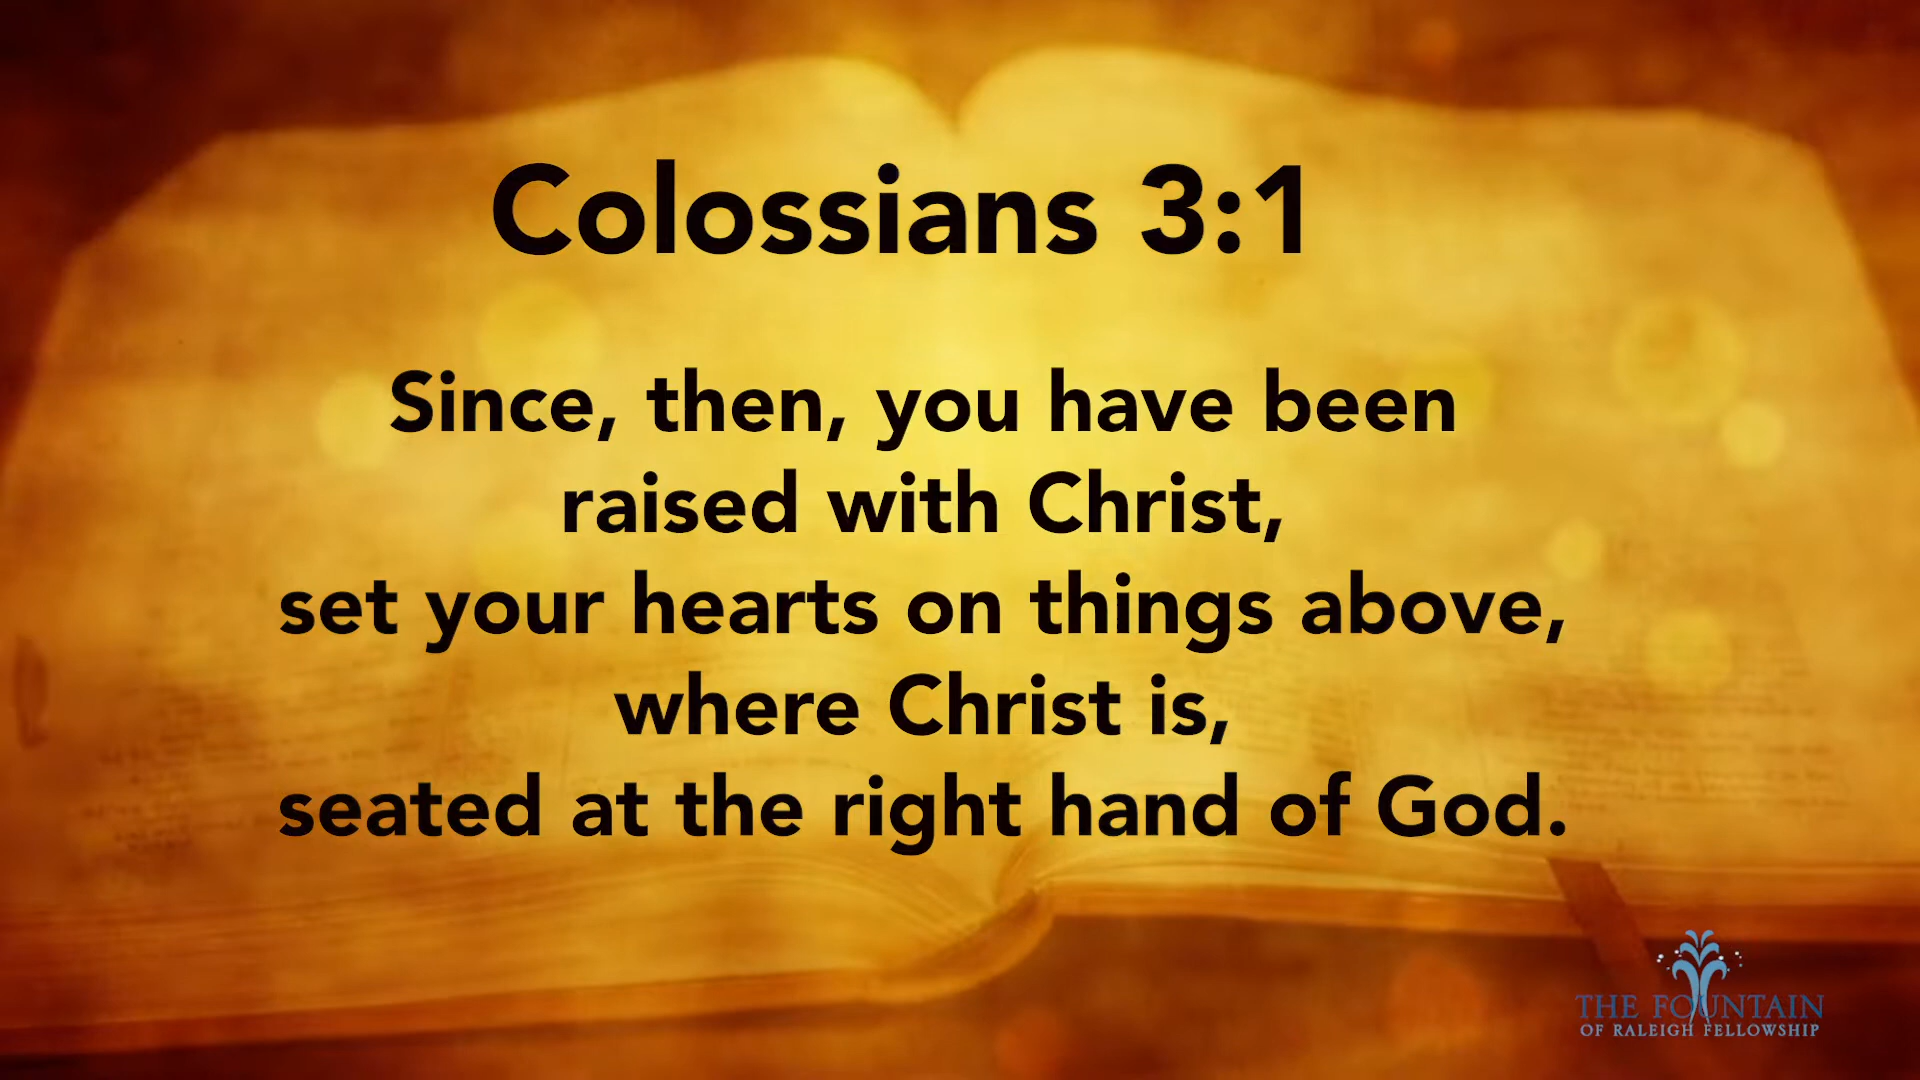 Colossians 3:1
Since, then, you have been
raised with Christ,
set your hearts on things above,
where Christ is,
seated at the right hand of God.
THE FOUNTAIN
OF RALEIGH FELLOWSHIP